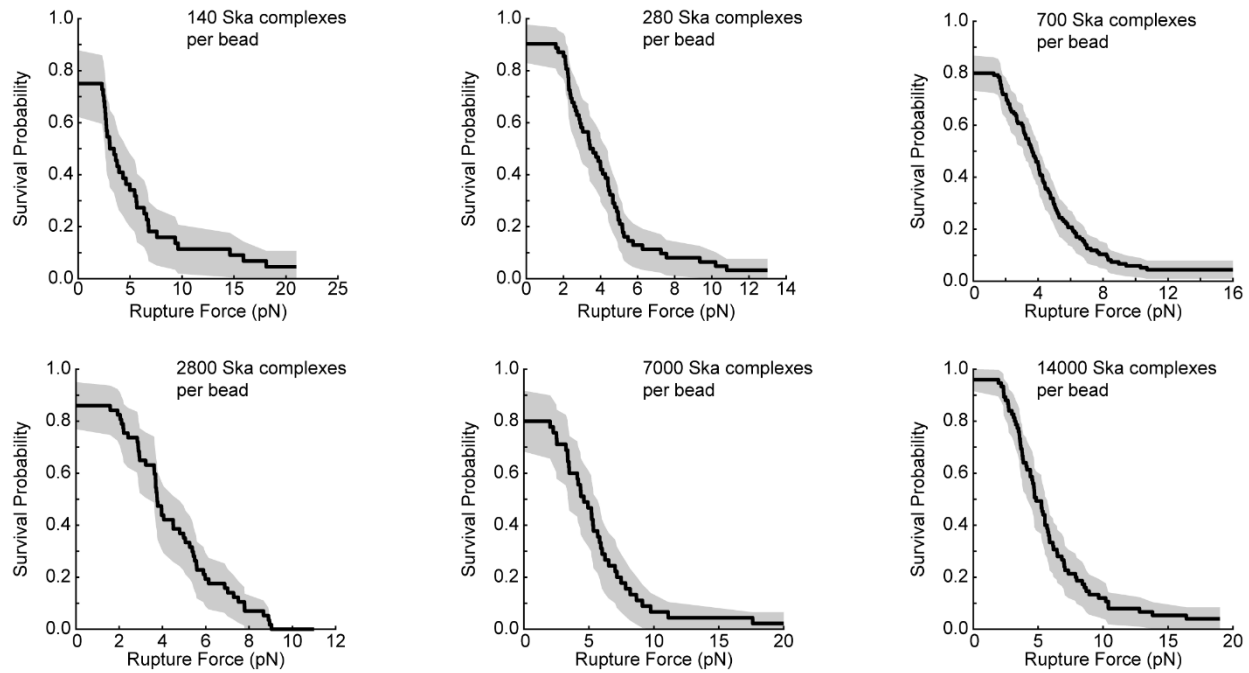 140 Ska complexes
per bead
Survival Probability
1.0
0.8
0.6
0.4
0.2
0.0
0 5 10 15 20 25
Rupture Force (pN)
280 Ska complexes
per bead
Survival Probability
1.0
0.8
0.6
0.4
0.2
0.0
0 2 4 6 8 10 12 14
Rupture Force (pN)
700 Ska complexes
per bead
Survival Probability
1.0
0.8
0.6
0.4
0.2
0.0
0 4 8 12 16
Rupture Force (pN)
2800 Ska complexes
per bead
Survival Probability
1.0
0.8
0.6
0.4
0.2
0.0
0 2 4 6 8 10 12
Rupture Force (pN)
7000 Ska complexes
per bead
Survival Probability
1.0
0.8
0.6
0.4
0.2
0.0
0 5 10 15 20
Rupture Force (pN)
14000 Ska complexes
per bead
Survival Probability
1.0
0.8
0.6
0.4
0.2
0.0
0 5 10 15 20
Rupture Force (pN)